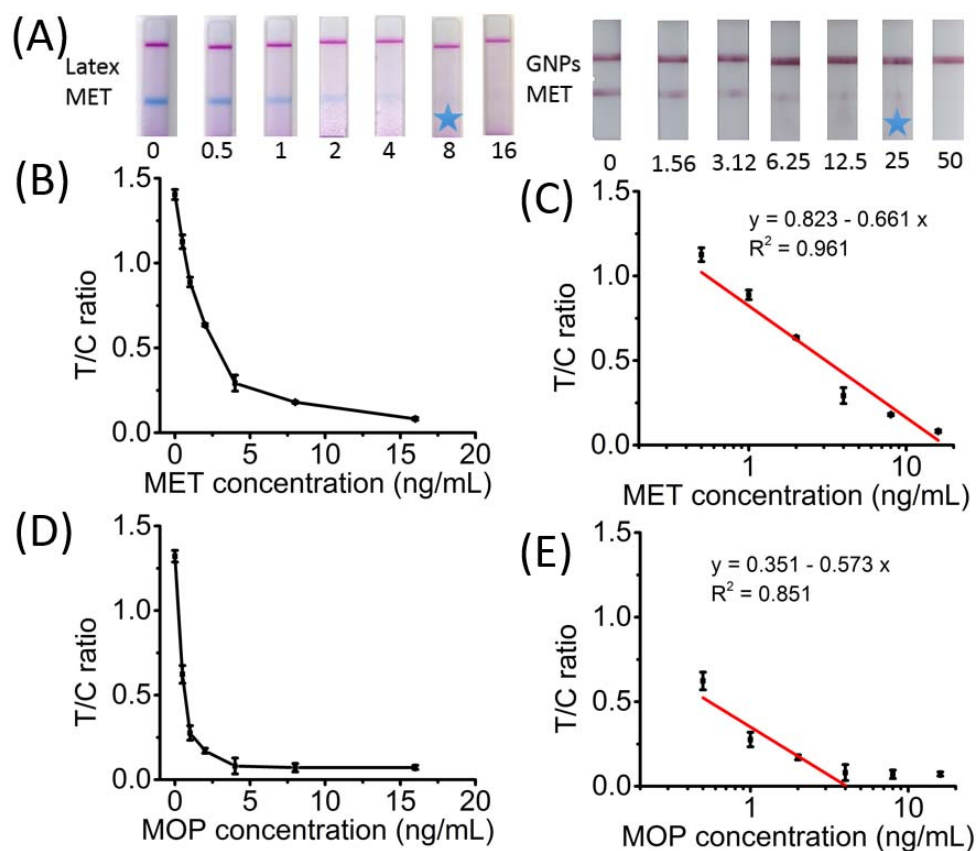 (A)
Latex
MET
0 0.5 1 2 4 8 16
GNPs
MET
0 1.56 3.12 6.25 12.5 25 50
(B)
1.5
1.0
0.5
0.0
T/C ratio
0 5 10 15 20
MET concentration (ng/mL)
(C)
1.5
1.0
0.5
0.0
T/C ratio
y = 0.823 - 0.661 x
R² = 0.961
1 10
MET concentration (ng/mL)
(D)
1.5
1.0
0.5
0.0
T/C ratio
0 5 10 15 20
MOP concentration (ng/mL)
(E)
1.5
1.0
0.5
0.0
T/C ratio
y = 0.351 - 0.573 x
R² = 0.851
1 10
MOP concentration (ng/mL)